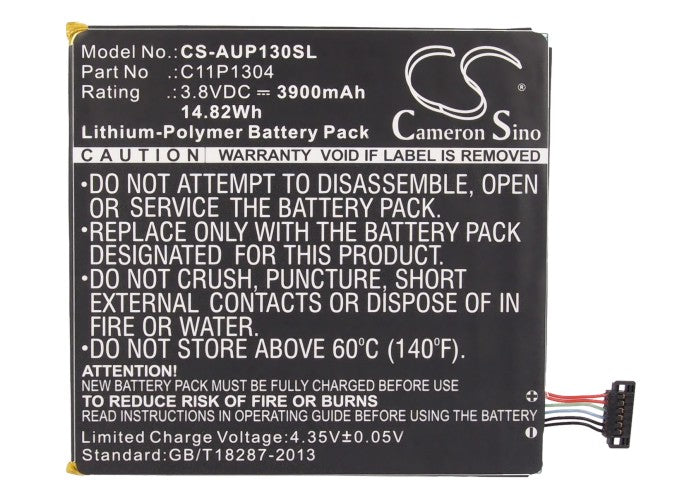 Model No.: CS-AUP130SL
Part No : C11P1304
Rating : 3.8VDC ⎓ 3900mAh
14.82Wh
Lithium-Polymer Battery Pack
CS
Cameron Sino
CAUTION WARRANTY VOID IF LABEL IS REMOVED
•DO NOT ATTEMPT TO DISASSEMBLE, OPEN
OR SERVICE THE BATTERY PACK.
•REPLACE ONLY WITH THE BATTERY PACK
DESIGNATED FOR THIS PRODUCT.
•DO NOT CRUSH, PUNCTURE, SHORT
EXTERNAL CONTACTS OR DISPOSE OF IN
FIRE OR WATER.
•DO NOT STORE ABOVE 60°C (140°F).
ATTENTION!
NEW BATTERY PACK MUST BE FULLY CHARGED BEFORE USE
TO REDUCE RISK OF FIRE OR BURNS
READ INSTRUCTIONS IN OPERATING GUIDE BEFORE USING BATTERY
Limited Charge Voltage:4.35V±0.05V
Standard:GB/T18287-2013
+
-